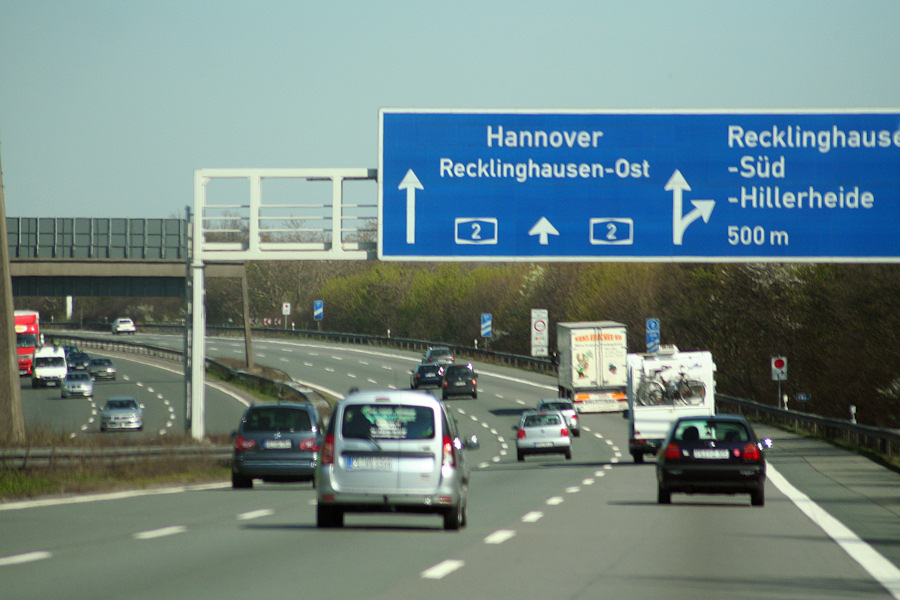 Hannover
Recklinghausen-Ost
2
2
Recklinghause
-Süd
-Hillerheide
500 m